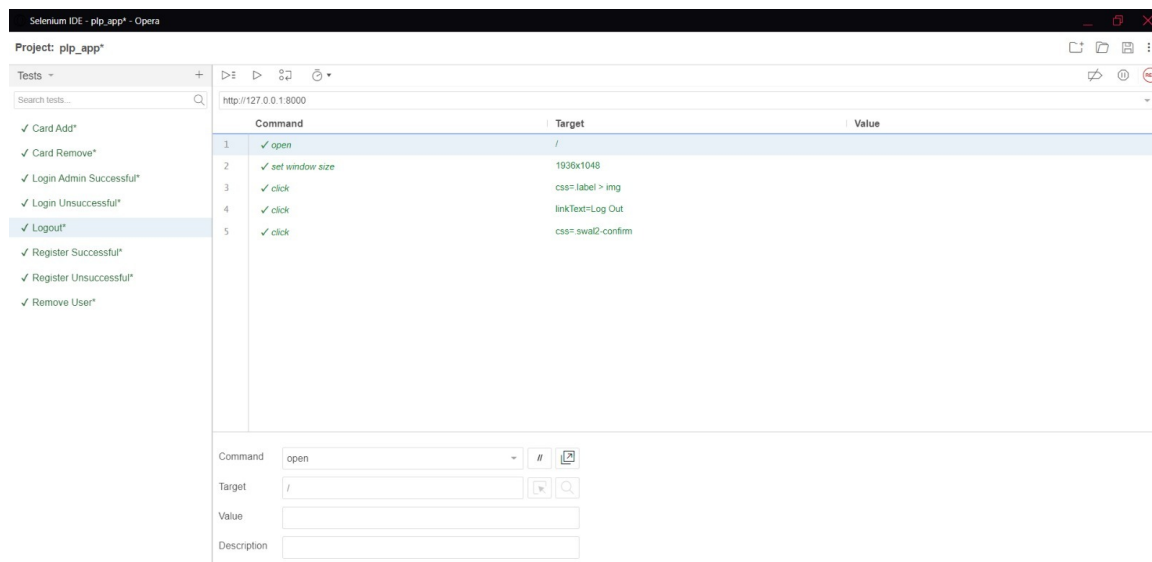 Selenium IDE - plp_app* - Opera
Project: plp_app*
Tests
Search tests...
✓ Card Add*
✓ Card Remove*
✓ Login Admin Successful*
✓ Login Unsuccessful*
✓ Logout*
✓ Register Successful*
✓ Register Unsuccessful*
✓ Remove User*
http://127.0.0.1:8000
Command Target Value
1 ✓ open /
2 ✓ set window size 1936x1048
3 ✓ click css=.label > img
4 ✓ click linkText=Log Out
5 ✓ click css=.swal2-confirm
Command open //
Target /
Value
Description